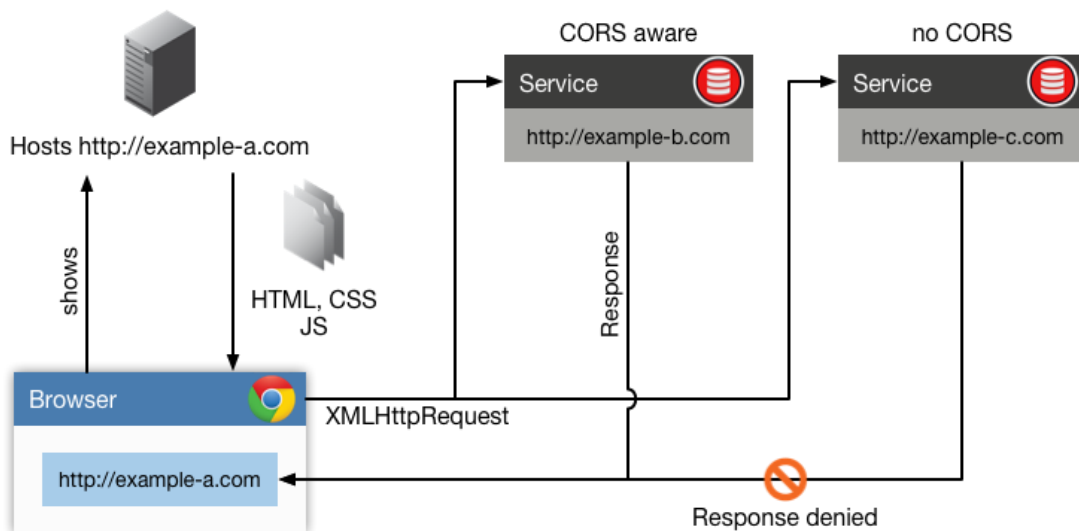 CORS aware
no CORS
Service
Service
http://example-b.com
http://example-c.com
Hosts http://example-a.com
shows
HTML, CSS
JS
Response
Browser
XMLHttpRequest
http://example-a.com
Response denied